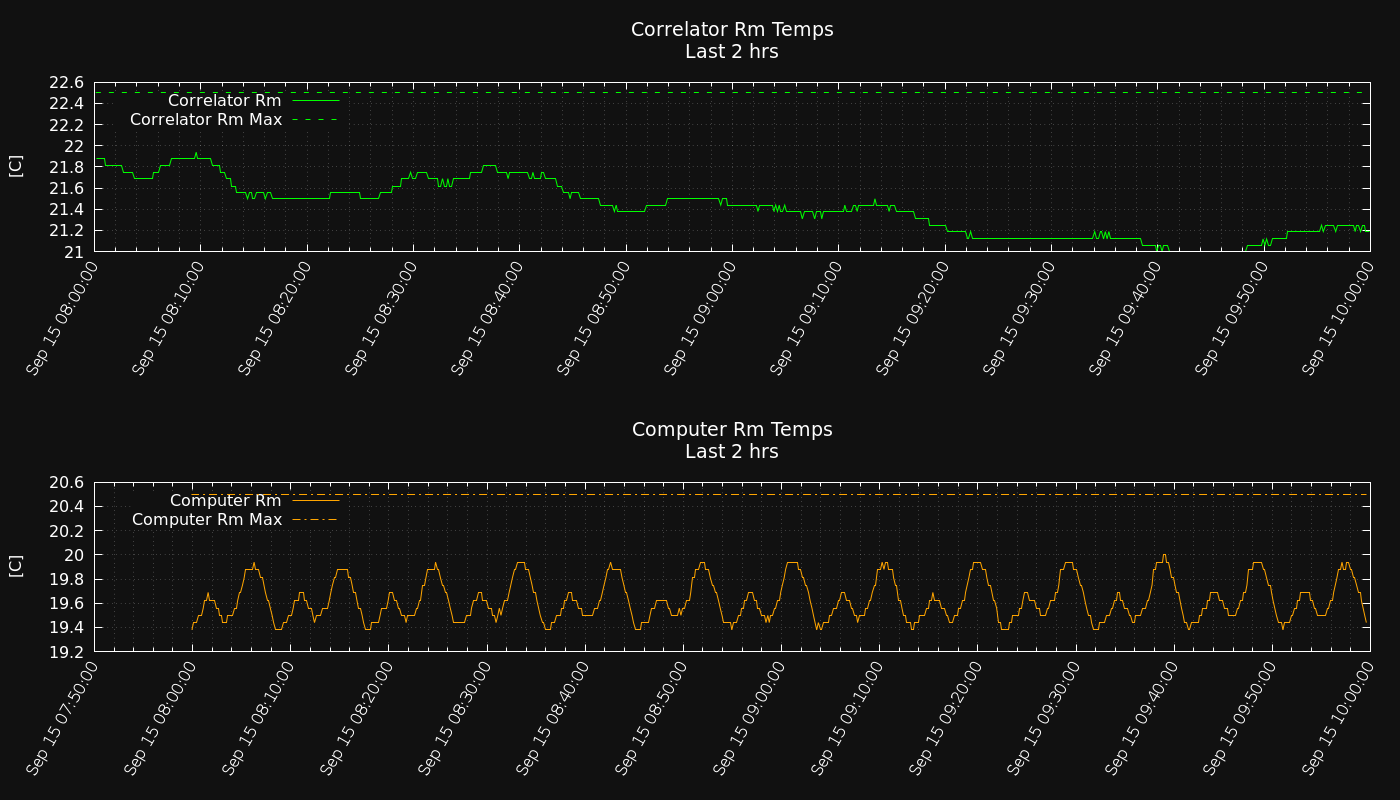 Correlator Rm Temps
Last 2 hrs
22.6
22.4
22.2
22
21.8
21.6
21.4
21.2
21
[C]
Correlator Rm
Correlator Rm Max
Sep 15 08:00:00
Sep 15 08:10:00
Sep 15 08:20:00
Sep 15 08:30:00
Sep 15 08:40:00
Sep 15 08:50:00
Sep 15 09:00:00
Sep 15 09:10:00
Sep 15 09:20:00
Sep 15 09:30:00
Sep 15 09:40:00
Sep 15 09:50:00
Sep 15 10:00:00
Computer Rm Temps
Last 2 hrs
20.6
20.4
20.2
20
19.8
19.6
19.4
19.2
[C]
Computer Rm
Computer Rm Max
Sep 15 07:50:00
Sep 15 08:00:00
Sep 15 08:10:00
Sep 15 08:20:00
Sep 15 08:30:00
Sep 15 08:40:00
Sep 15 08:50:00
Sep 15 09:00:00
Sep 15 09:10:00
Sep 15 09:20:00
Sep 15 09:30:00
Sep 15 09:40:00
Sep 15 09:50:00
Sep 15 10:00:00